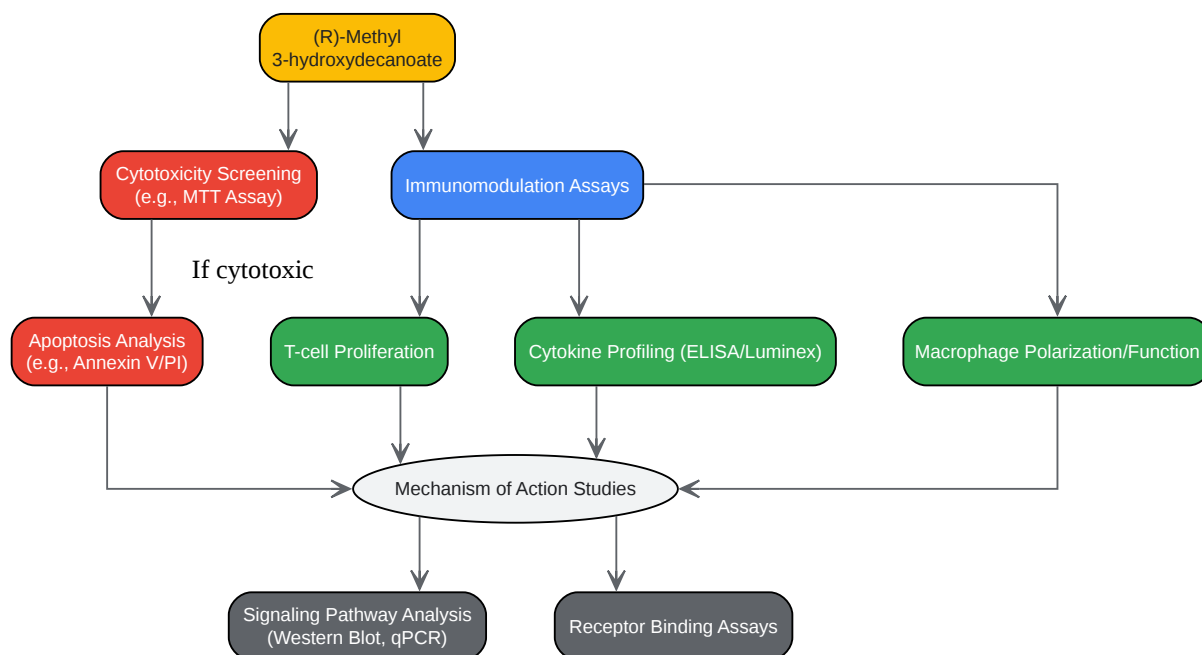 (R)-Methyl
3-hydroxydecanoate
Cytotoxicity Screening
(e.g., MTT Assay)
Immunomodulation Assays
If cytotoxic
Apoptosis Analysis
(e.g., Annexin V/PI)
T-cell Proliferation
Cytokine Profiling (ELISA/Luminex)
Macrophage Polarization/Function
Mechanism of Action Studies
Signaling Pathway Analysis
(Western Blot, qPCR)
Receptor Binding Assays